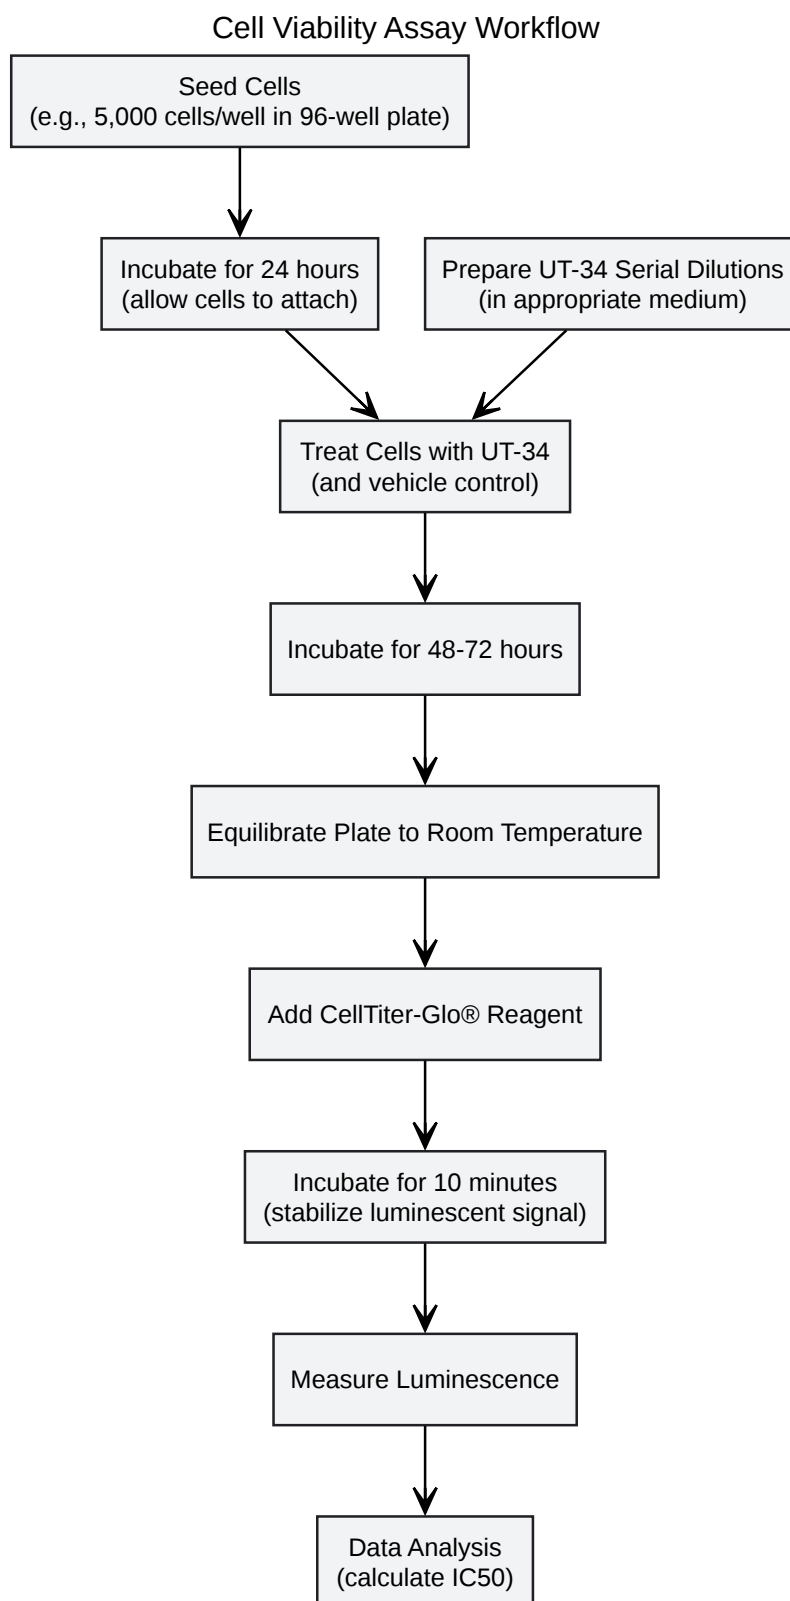 Cell Viability Assay Workflow
Seed Cells
(e.g., 5,000 cells/well in 96-well plate)
Incubate for 24 hours
(allow cells to attach)
Prepare UT-34 Serial Dilutions
(in appropriate medium)
Treat Cells with UT-34
(and vehicle control)
Incubate for 48-72 hours
Equilibrate Plate to Room Temperature
Add CellTiter-Glo® Reagent
Incubate for 10 minutes
(stabilize luminescent signal)
Measure Luminescence
Data Analysis
(calculate IC50)